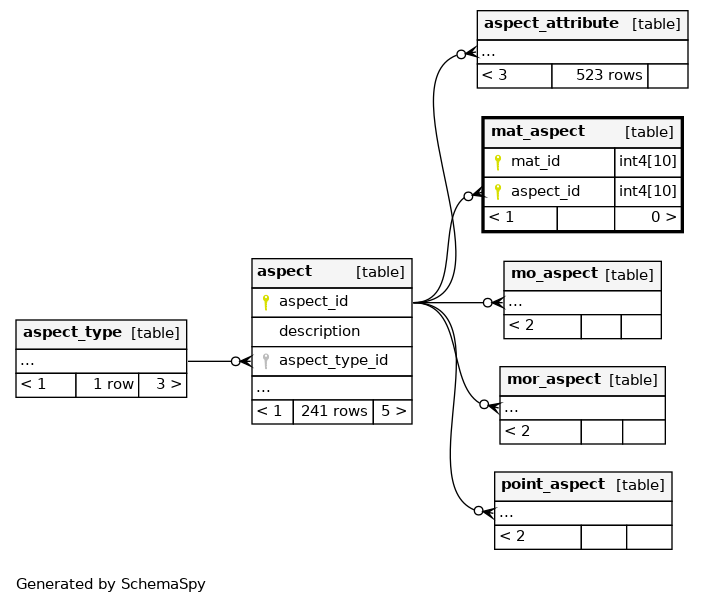 aspect_attribute [table]
...
< 3 523 rows
mat_aspect [table]
mat_id int4[10]
aspect_id int4[10]
< 1 0 >
mo_aspect [table]
...
< 2
aspect [table]
aspect_id
description
aspect_type_id
...
< 1 241 rows 5 >
aspect_type [table]
...
< 1 1 row 3 >
mor_aspect [table]
...
< 2
point_aspect [table]
...
< 2
Generated by SchemaSpy